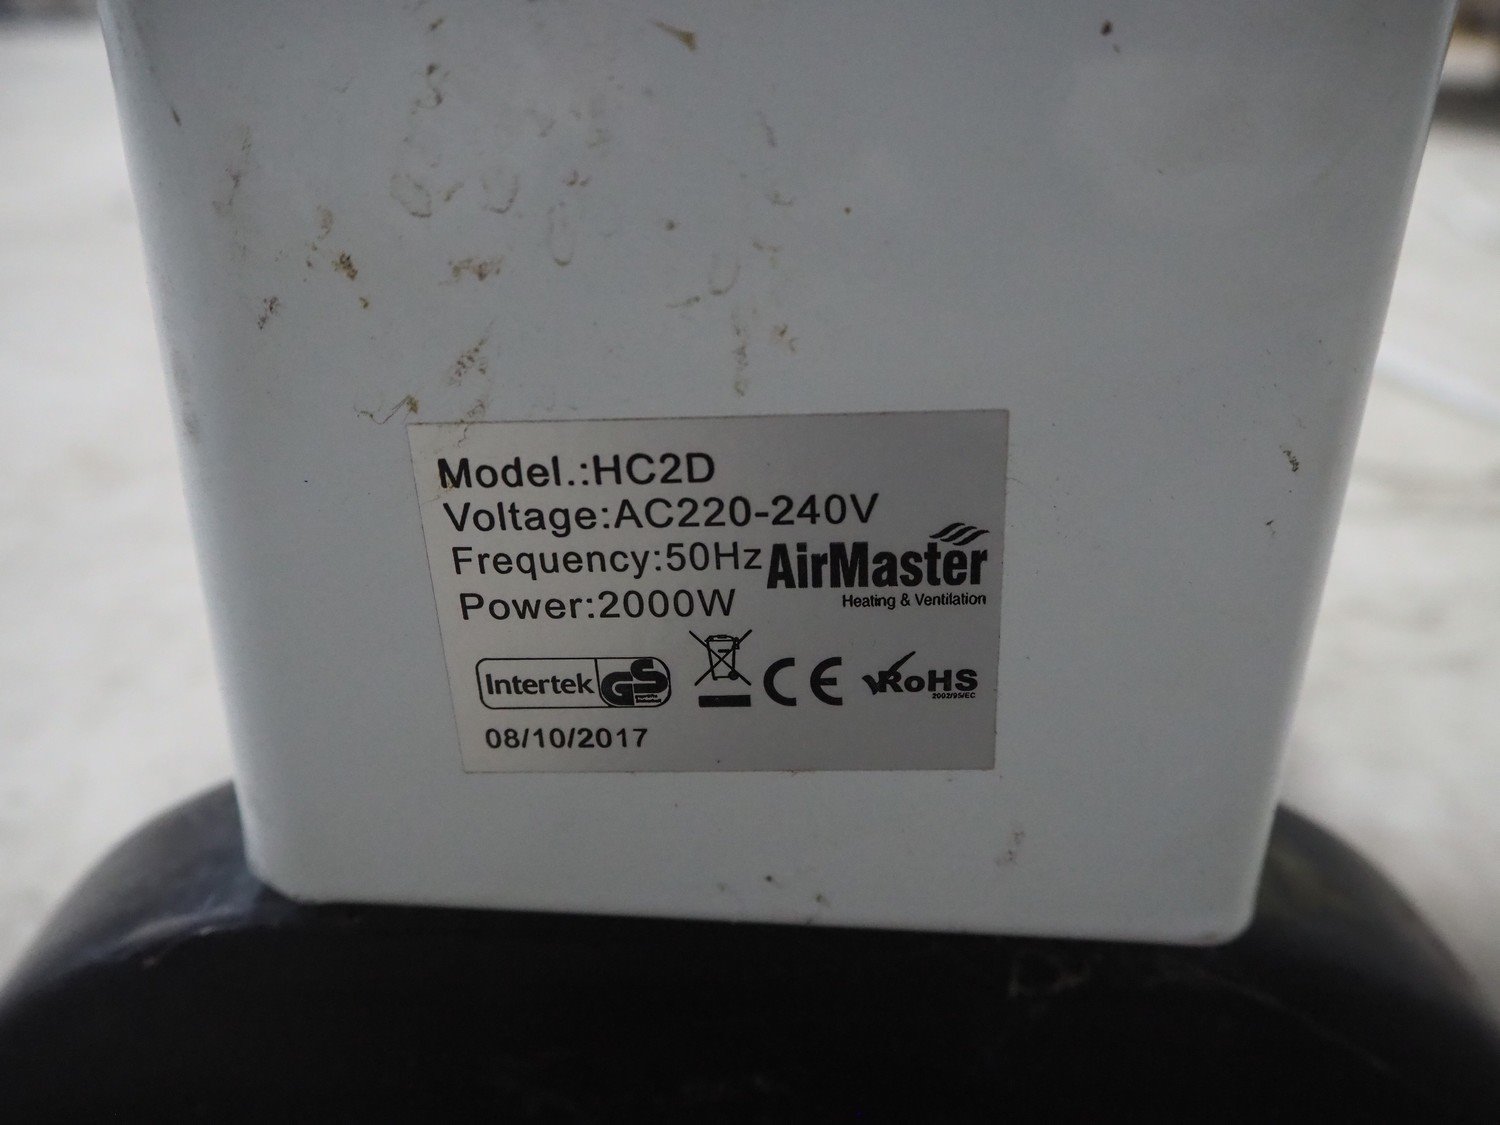 Model.:HC2D
Voltage:AC220-240V
Frequency:50Hz
AirMaster
Heating & Ventilation
Power:2000W
Intertek GS
CE
RoHS
2002/95/EC
08/10/2017